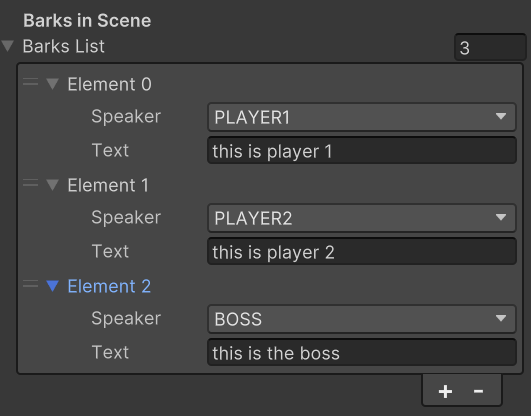 Barks in Scene
Barks List 3
Element 0
Speaker PLAYER1
Text this is player 1
Element 1
Speaker PLAYER2
Text this is player 2
Element 2
Speaker BOSS
Text this is the boss
+ -